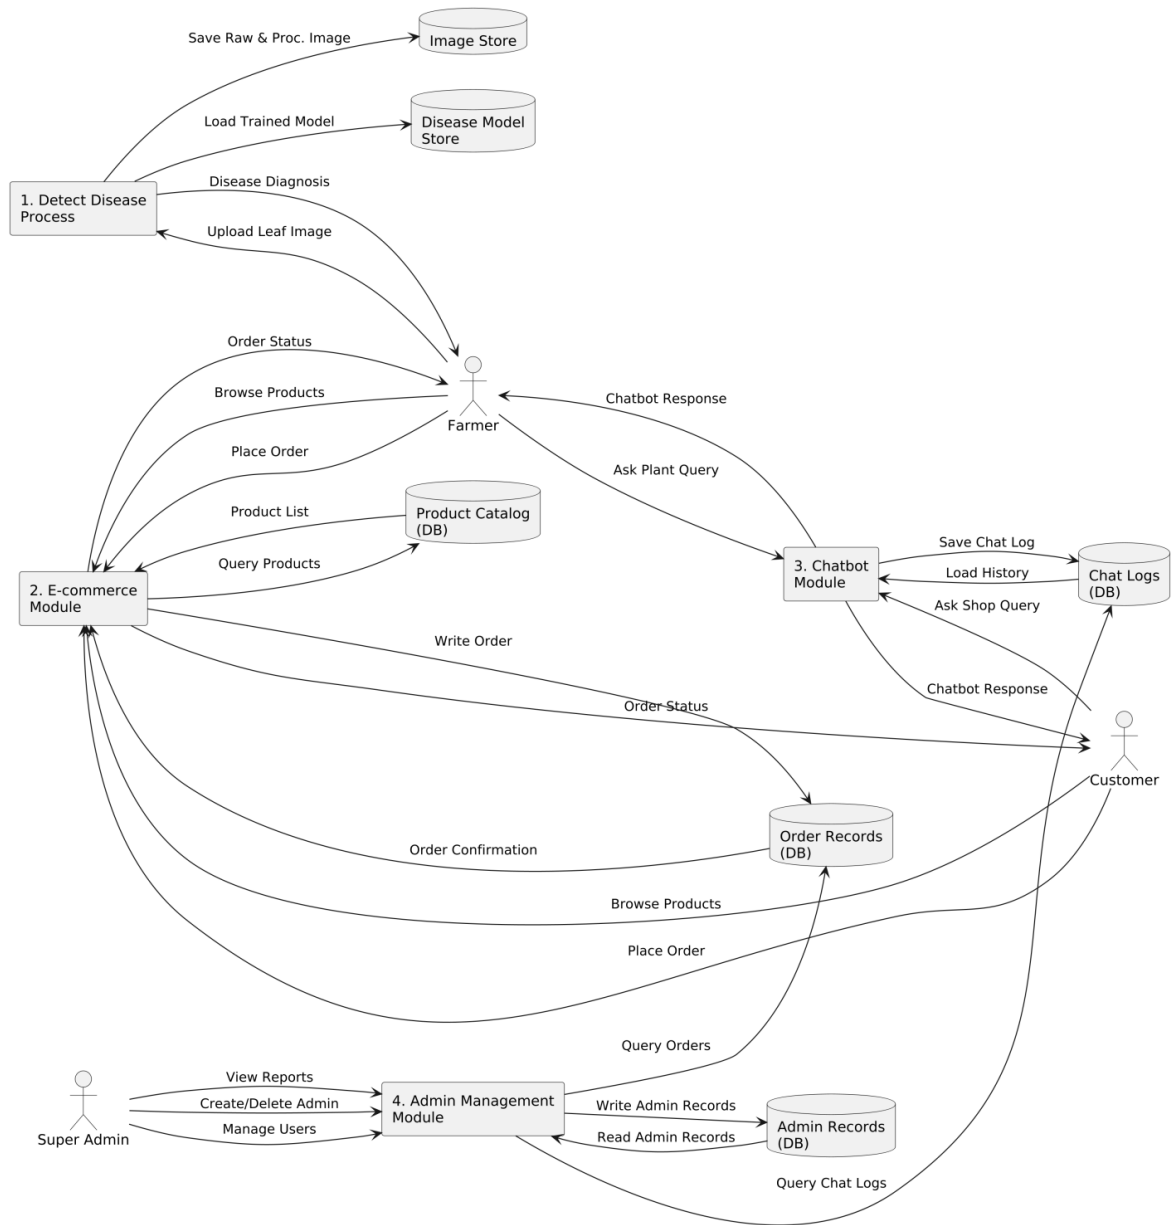 Save Raw & Proc. Image
Image Store
Load Trained Model
Disease Model
Store
1. Detect Disease
Process
Disease Diagnosis
Upload Leaf Image
Order Status
Browse Products
Farmer
Chatbot Response
Place Order
Ask Plant Query
Product List
Product Catalog
(DB)
Query Products
2. E-commerce
Module
3. Chatbot
Module
Save Chat Log
Load History
Chat Logs
(DB)
Ask Shop Query
Write Order
Chatbot Response
Order Status
Customer
Order Records
(DB)
Order Confirmation
Browse Products
Place Order
Query Orders
Super Admin
View Reports
Create/Delete Admin
Manage Users
4. Admin Management
Module
Write Admin Records
Read Admin Records
Admin Records
(DB)
Query Chat Logs